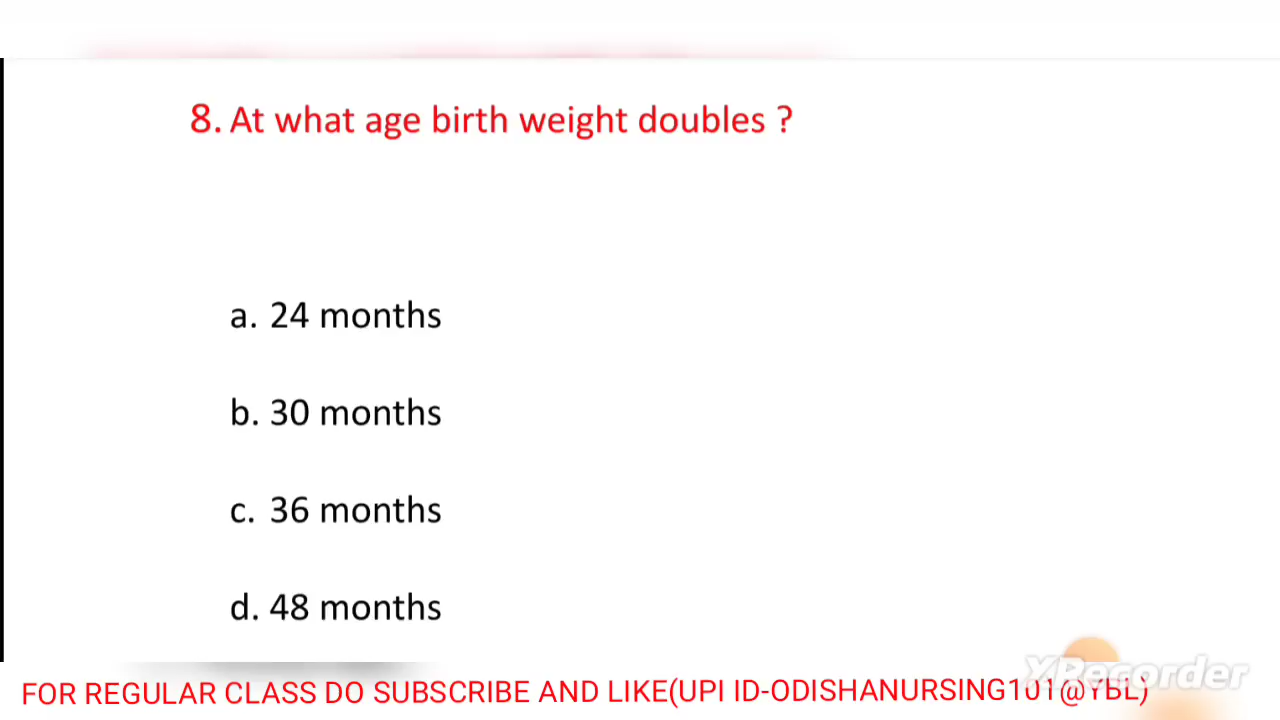 8. At what age birth weight doubles ?
a. 24 months
b. 30 months
c. 36 months
d. 48 months
XRecorder
FOR REGULAR CLASS DO SUBSCRIBE AND LIKE(UPI ID-ODISHANURSING101@YBL)